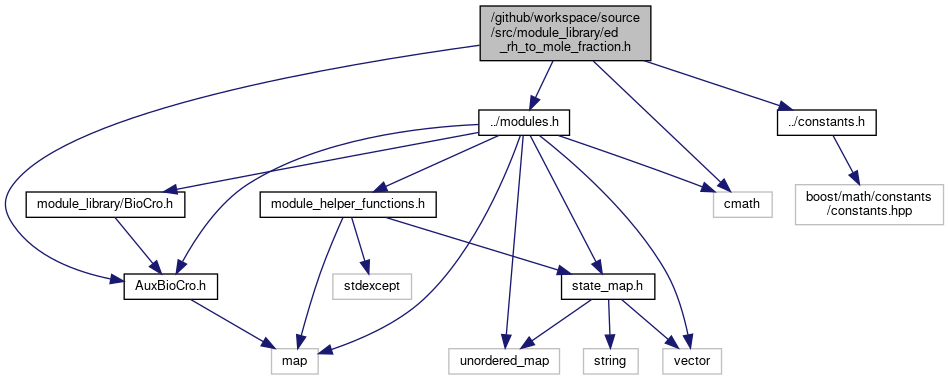 /github/workspace/source
/src/module_library/ed
_rh_to_mole_fraction.h
../modules.h
../constants.h
module_library/BioCro.h
module_helper_functions.h
cmath
boost/math/constants
/constants.hpp
AuxBioCro.h
stdexcept
state_map.h
map
unordered_map
string
vector